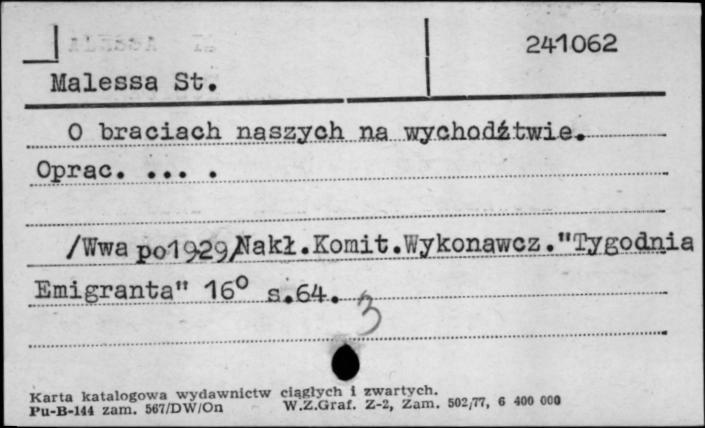 241062
Malessa St.
O braciach naszych na wychodźtwie.
Oprac. ... .
/Wwa po1929/Nakł.Komit.Wykonawcz."Tygodnia
Emigranta" 16° s.64.
3
Karta katalogowa wydawnictw ciągłych i zwartych.
Pu-B-144 zam. 567/DW/On W.Z.Graf. Z-2, Zam. 502/77, 6 400 000